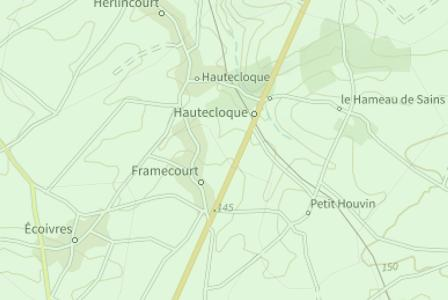 Herlincourt
Hautecloque
le Hameau de Sains
Hautecloque
Framecourt
145
Petit Houvin
Écoivres
150